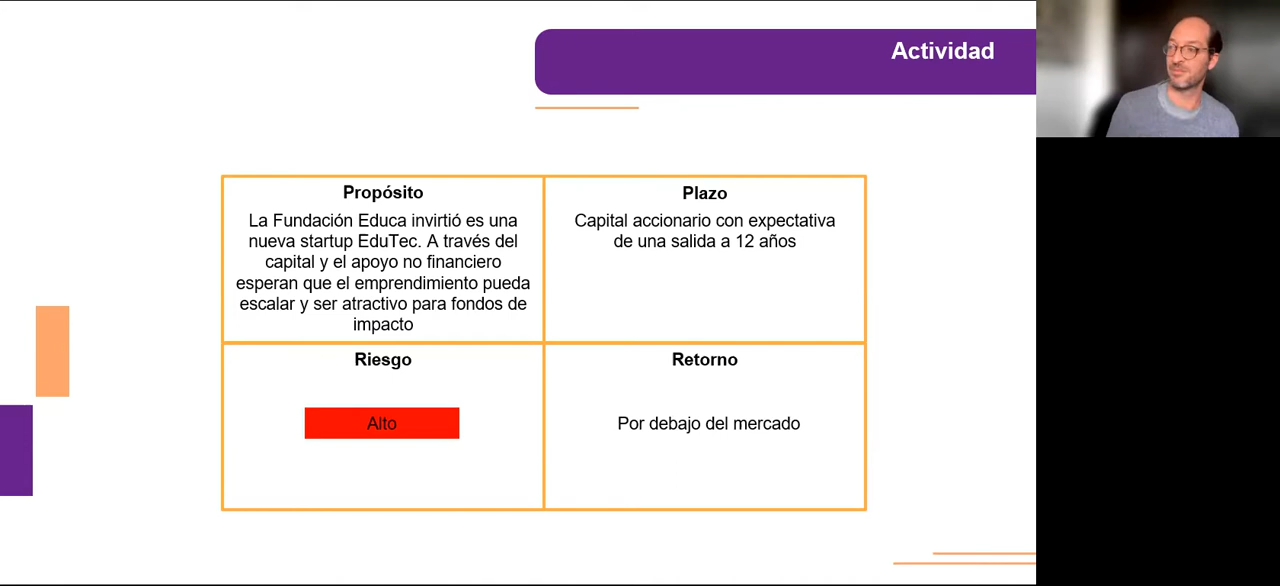 Actividad
Propósito
La Fundación Educa invirtió es una
nueva startup EduTec. A través del
capital y el apoyo no financiero
esperan que el emprendimiento pueda
escalar y ser atractivo para fondos de
impacto
Plazo
Capital accionario con expectativa
de una salida a 12 años
Riesgo
Alto
Retorno
Por debajo del mercado